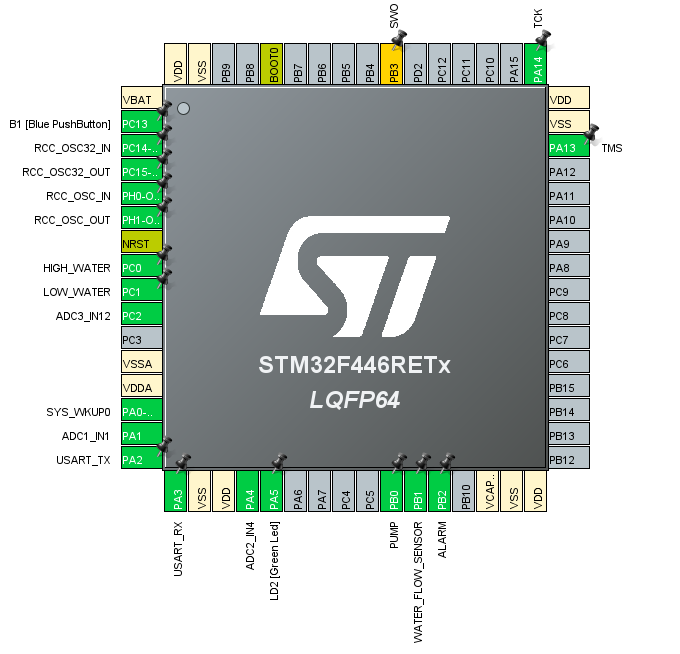 SWO
TCK
VDD
VSS
PB9
PB8
BOOT0
PB7
PB6
PB5
PB4
PB3
PD2
PC12
PC11
PC10
PA15
PA14
VBAT
VDD
B1 [Blue PushButton] PC13
VSS
RCC_OSC32_IN PC14-..
PA13 TMS
RCC_OSC32_OUT PC15-..
PA12
RCC_OSC_IN PH0-O..
PA11
RCC_OSC_OUT PH1-O..
PA10
NRST
PA9
HIGH_WATER PC0
PA8
LOW_WATER PC1
PC9
ADC3_IN12 PC2
PC8
PC3
PC7
VSSA
PC6
STM32F446RETx
VDDA
PB15
LQFP64
SYS_WKUP0 PA0-..
PB14
ADC1_IN1 PA1
PB13
USART_TX PA2
PB12
PA3
VSS
VDD
PA4
PA5
PA6
PA7
PC4
PC5
PB0
PB1
PB2
PB10
VCAP..
VSS
VDD
USART_RX
ADC2_IN4
LD2 [Green Led]
PUMP
WATER_FLOW_SENSOR
ALARM